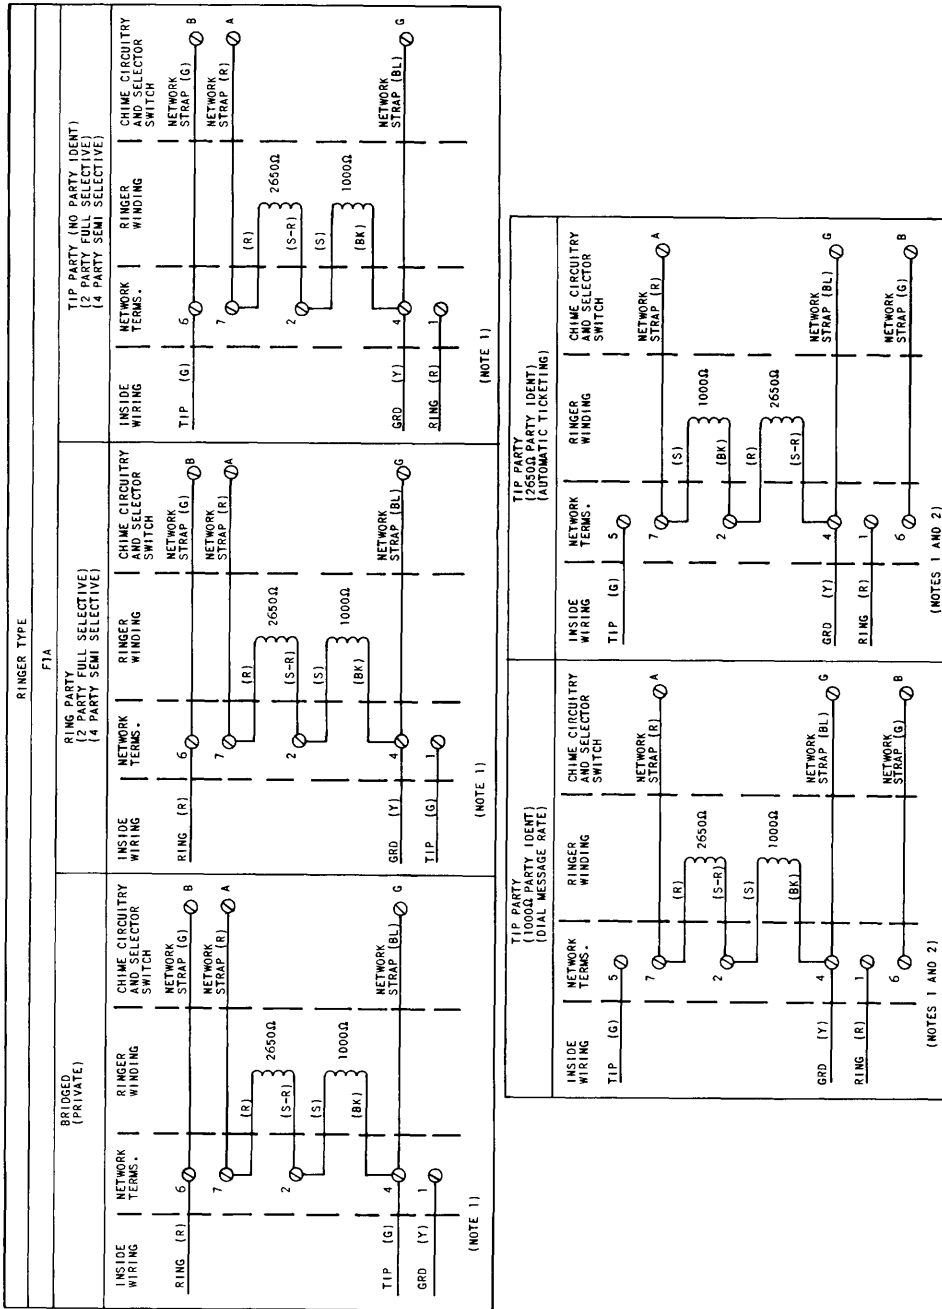 RINGER TYPE
F1A
BRIDGED
(PRIVATE)
INSIDE
WIRING
NETWORK
TERMS.
RINGER
WINDING
CHIME CIRCUITRY
AND SELECTOR
SWITCH
RING (R)
6
NETWORK
STRAP (G)
B
7
NETWORK
STRAP (R)
A
(R)
2650Ω
(S-R)
2
(S)
1000Ω
(BK)
TIP (G)
4
NETWORK
STRAP (BL)
G
GRD (Y)
1
(NOTE 1)
RING PARTY
(2 PARTY FULL SELECTIVE)
(4 PARTY SEMI SELECTIVE)
INSIDE
WIRING
NETWORK
TERMS.
RINGER
WINDING
CHIME CIRCUITRY
AND SELECTOR
SWITCH
RING (R)
6
NETWORK
STRAP (G)
B
7
NETWORK
STRAP (R)
A
(R)
2650Ω
(S-R)
2
(S)
1000Ω
(BK)
GRD (Y)
4
NETWORK
STRAP (BL)
G
TIP (G)
1
(NOTE 1)
TIP PARTY (NO PARTY IDENT)
(2 PARTY FULL SELECTIVE)
(4 PARTY SEMI SELECTIVE)
INSIDE
WIRING
NETWORK
TERMS.
RINGER
WINDING
CHIME CIRCUITRY
AND SELECTOR
SWITCH
TIP (G)
6
NETWORK
STRAP (G)
B
7
NETWORK
STRAP (R)
A
(R)
2650Ω
(S-R)
2
(S)
1000Ω
(BK)
GRD (Y)
4
NETWORK
STRAP (BL)
G
RING (R)
1
(NOTE 1)
TIP PARTY
(1000Ω PARTY IDENT)
(DIAL MESSAGE RATE)
INSIDE
WIRING
NETWORK
TERMS.
RINGER
WINDING
CHIME CIRCUITRY
AND SELECTOR
SWITCH
TIP (G)
5
7
NETWORK
STRAP (R)
A
(R)
2650Ω
(S-R)
2
(S)
1000Ω
(BK)
GRD (Y)
4
NETWORK
STRAP (BL)
G
RING (R)
1
6
NETWORK
STRAP (G)
B
(NOTES 1 AND 2)
TIP PARTY
(2650Ω PARTY IDENT)
(AUTOMATIC TICKETING)
INSIDE
WIRING
NETWORK
TERMS.
RINGER
WINDING
CHIME CIRCUITRY
AND SELECTOR
SWITCH
TIP (G)
5
7
NETWORK
STRAP (R)
A
(S)
1000Ω
(BK)
2
(R)
2650Ω
(S-R)
GRD (Y)
4
NETWORK
STRAP (BL)
G
RING (R)
1
6
NETWORK
STRAP (G)
B
(NOTES 1 AND 2)